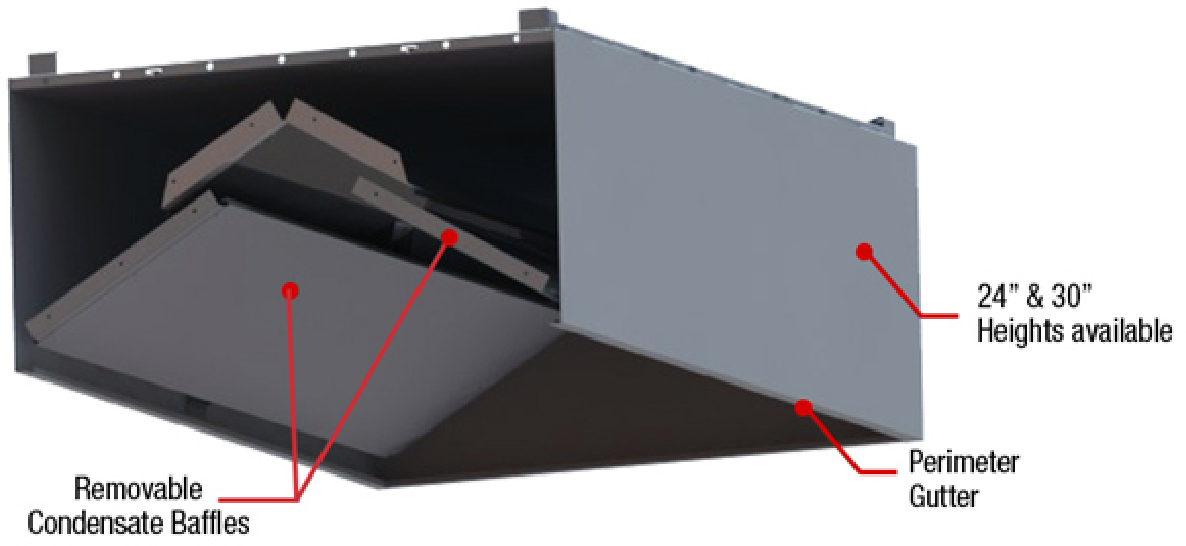 24” & 30”
Heights available
Perimeter
Gutter
Removable
Condensate Baffles